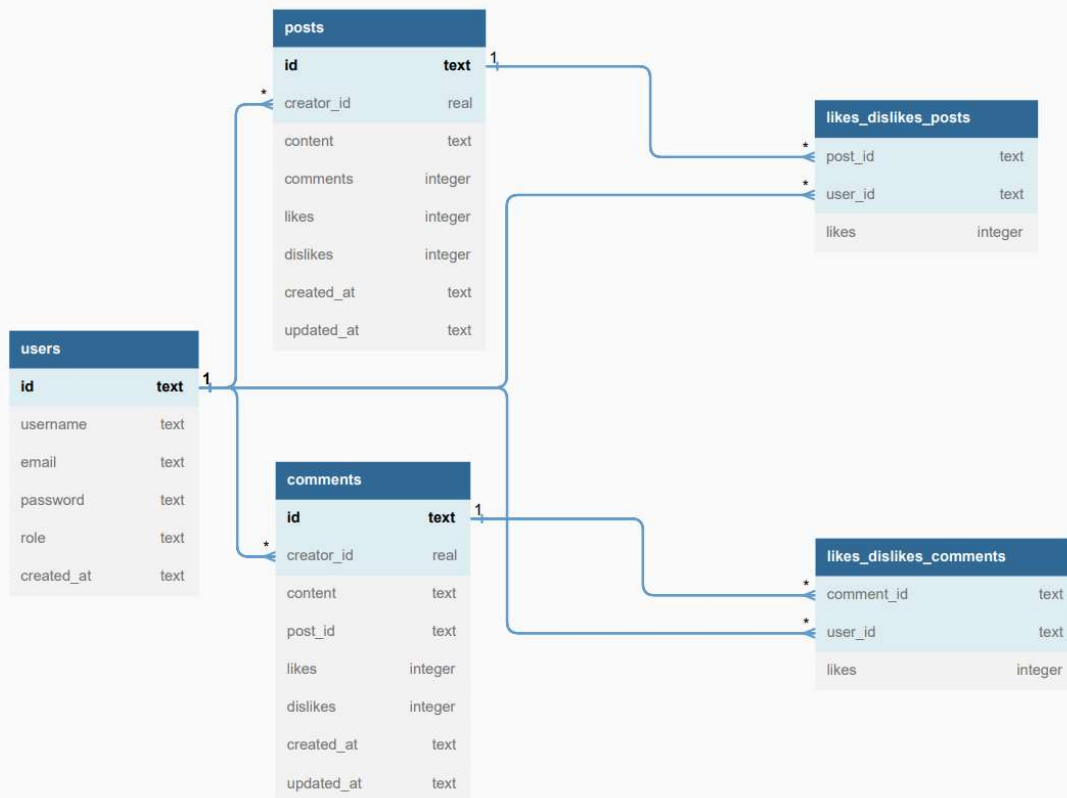 posts
id text
creator_id real
content text
comments integer
likes integer
dislikes integer
created_at text
updated_at text
1
*
likes_dislikes_posts
* post_id text
* user_id text
likes integer
users
id text
1
username text
email text
password text
role text
created_at text
comments
id text
1
* creator_id real
content text
post_id text
likes integer
dislikes integer
created_at text
updated_at text
likes_dislikes_comments
* comment_id text
* user_id text
likes integer